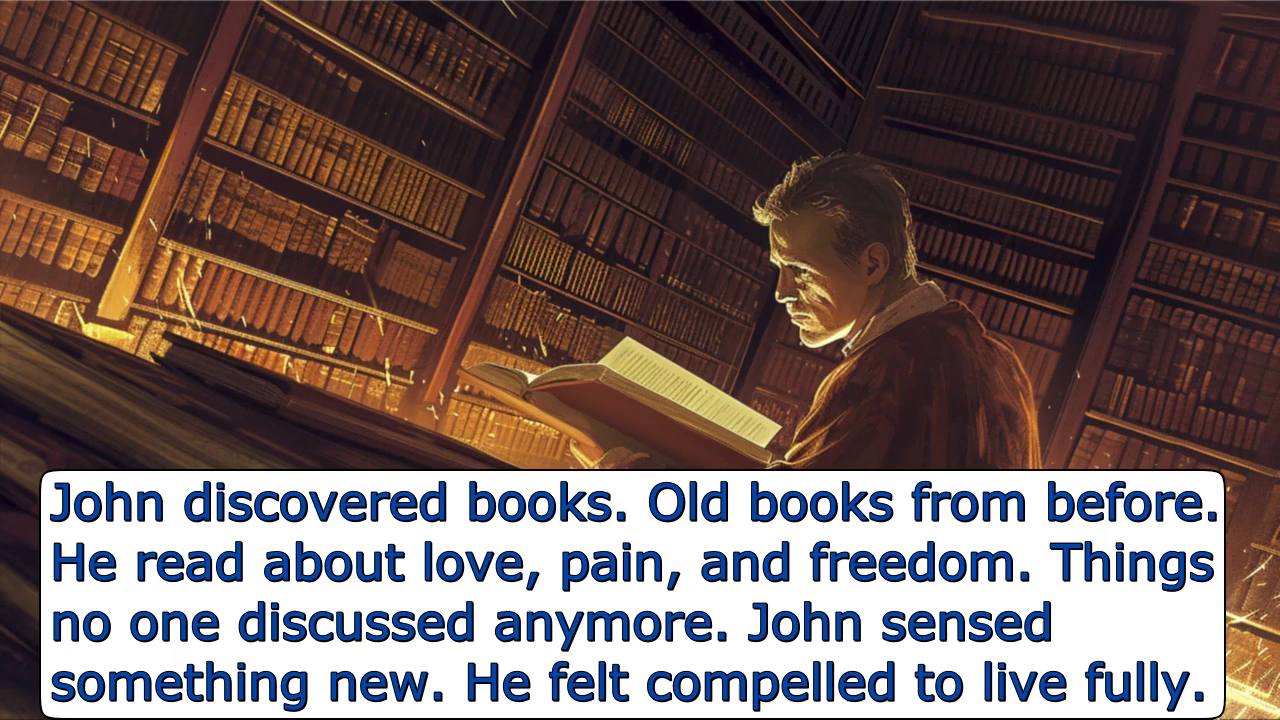 John discovered books. Old books from before.
He read about love, pain, and freedom. Things
no one discussed anymore. John sensed
something new. He felt compelled to live fully.